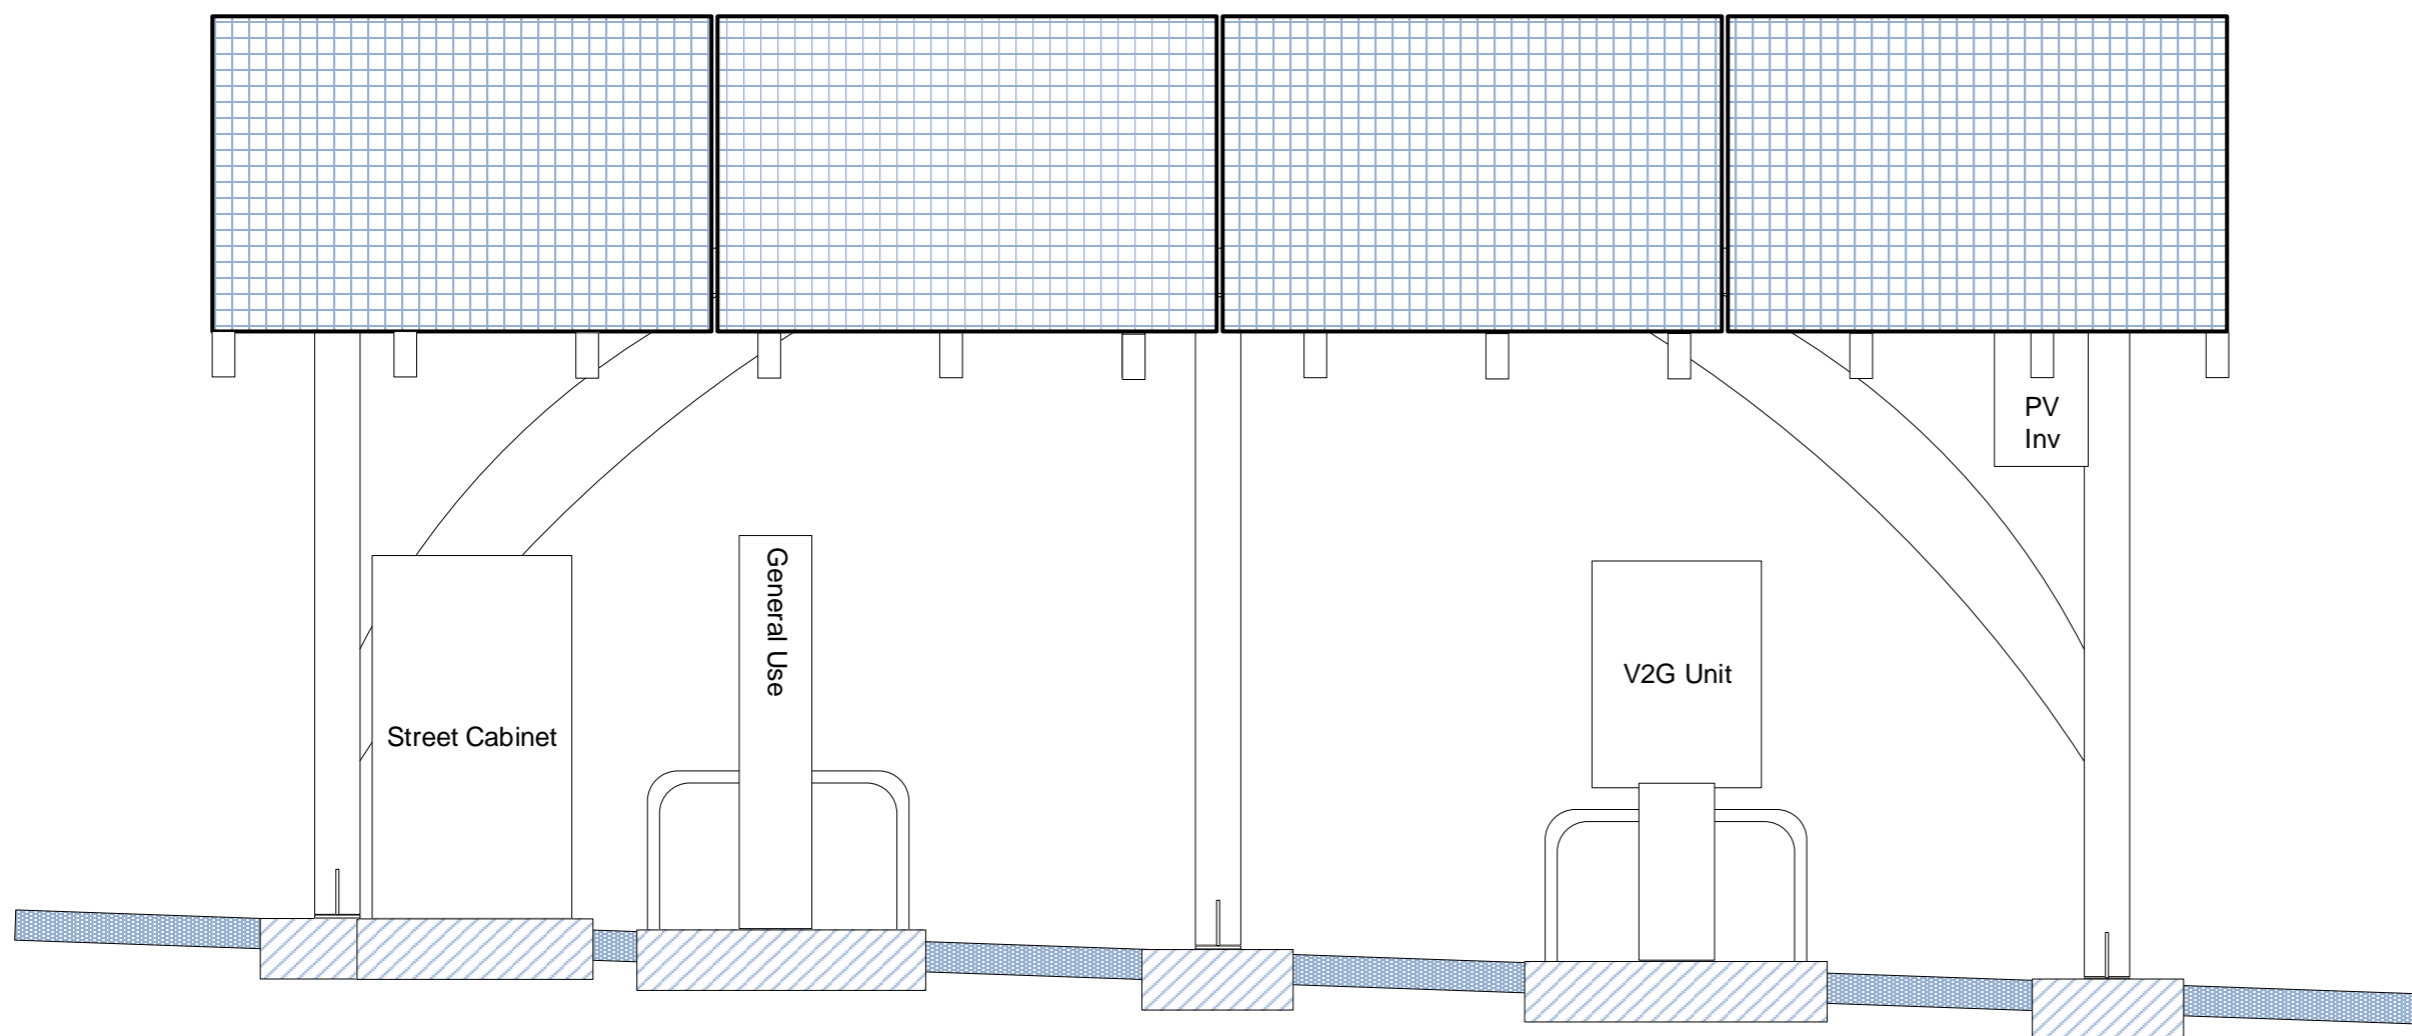 PV
Inv
General Use
V2G Unit
Street Cabinet